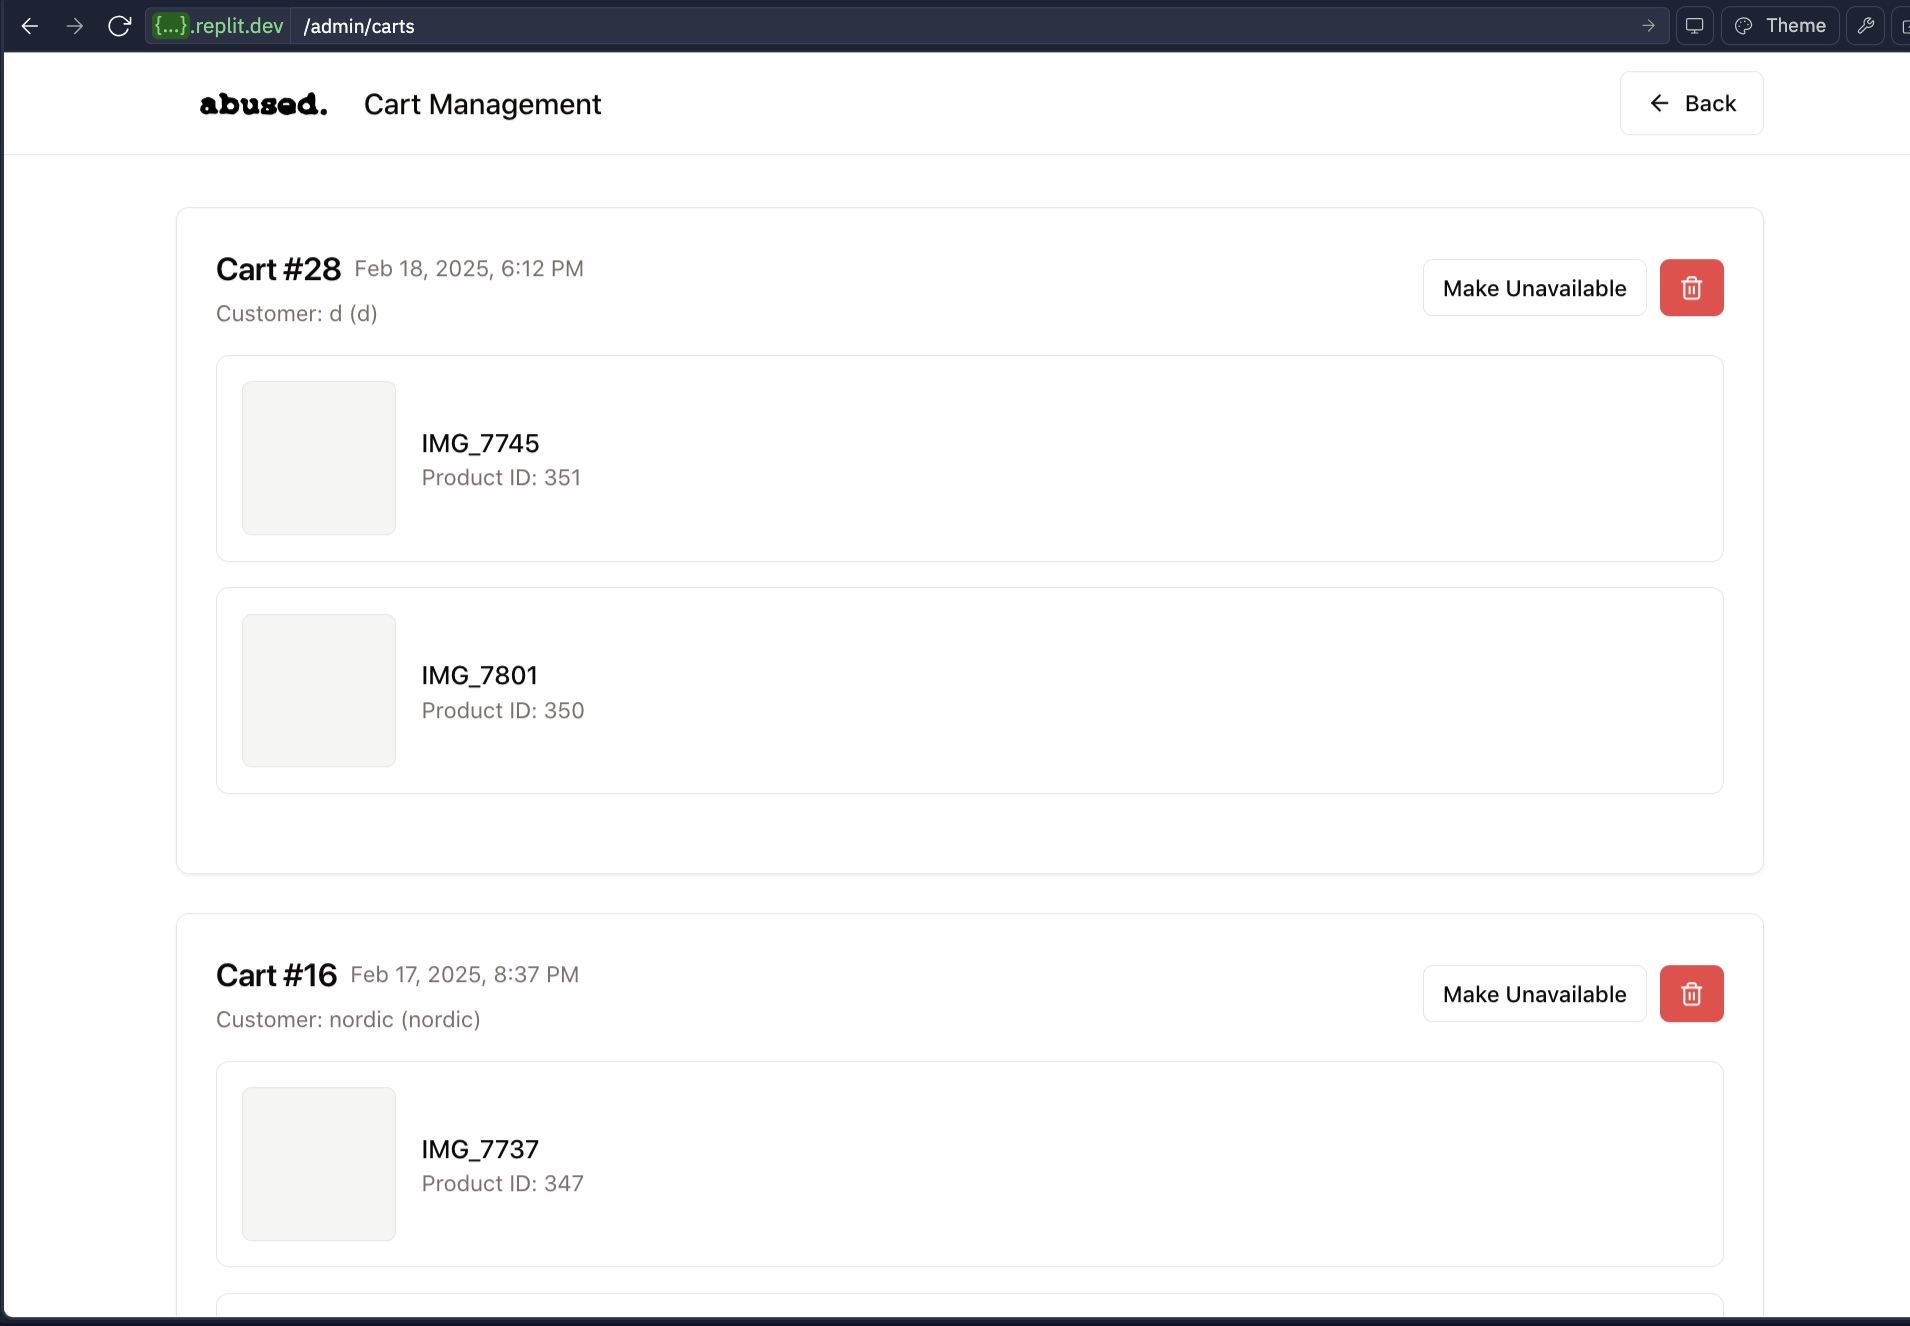 {...}.replit.dev /admin/carts Theme
abused. Cart Management Back
Cart #28 Feb 18, 2025, 6:12 PM
Customer: d (d)
Make Unavailable
IMG_7745
Product ID: 351
IMG_7801
Product ID: 350
Cart #16 Feb 17, 2025, 8:37 PM
Customer: nordic (nordic)
Make Unavailable
IMG_7737
Product ID: 347